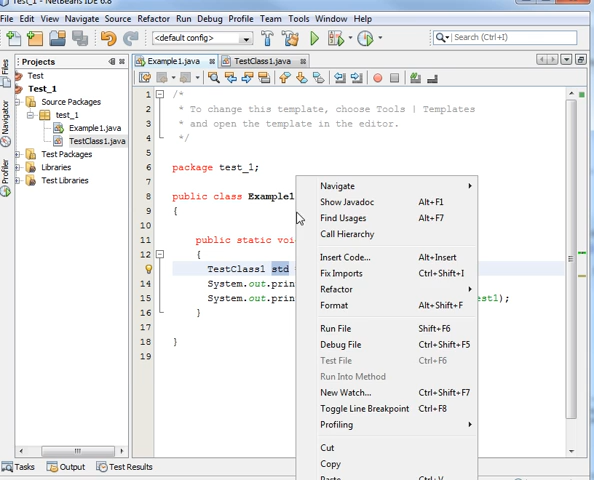 Test_1 - NetBeans IDE 6.8
File Edit View Navigate Source Refactor Run Debug Profile Team Tools Window Help
<default config>
Search (Ctrl+I)
Projects
Example1.java
TestClass1.java
Files
Navigator
Profiler
Test
Test_1
Source Packages
test_1
Example1.java
TestClass1.java
Test Packages
Libraries
Test Libraries
1 /*
2 * To change this template, choose Tools | Templates
3 * and open the template in the editor.
4 */
5
6 package test_1;
7
8 public class Example1
9 {
10
11 public static voi
12 {
TestClass1 std
14 System.out.prin
15 System.out.prin est1);
16 }
17
18 }
19
Navigate
Show Javadoc Alt+F1
Find Usages Alt+F7
Call Hierarchy
Insert Code... Alt+Insert
Fix Imports Ctrl+Shift+I
Refactor
Format Alt+Shift+F
Run File Shift+F6
Debug File Ctrl+Shift+F5
Test File Ctrl+F6
Run Into Method
New Watch... Ctrl+Shift+F7
Toggle Line Breakpoint Ctrl+F8
Profiling
Cut
Copy
Paste Ctrl+V
Tasks
Output
Test Results